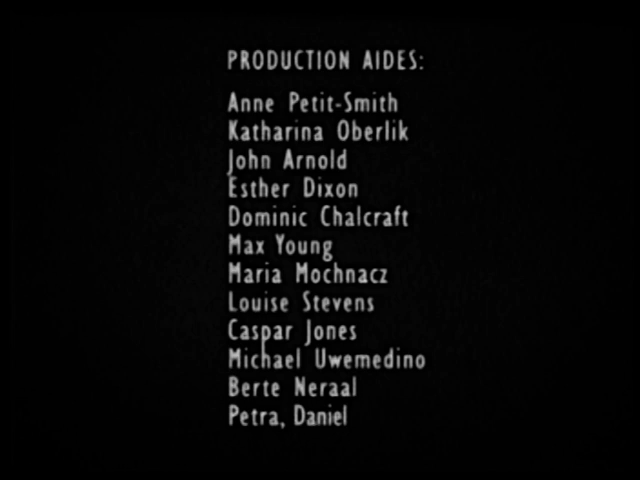 PRODUCTION AIDES:
Anne Petit-Smith
Katharina Oberlik
John Arnold
Esther Dixon
Dominic Chalcraft
Max Young
Maria Mochnacz
Louise Stevens
Caspar Jones
Michael Uwemedino
Berte Neraal
Petra, Daniel